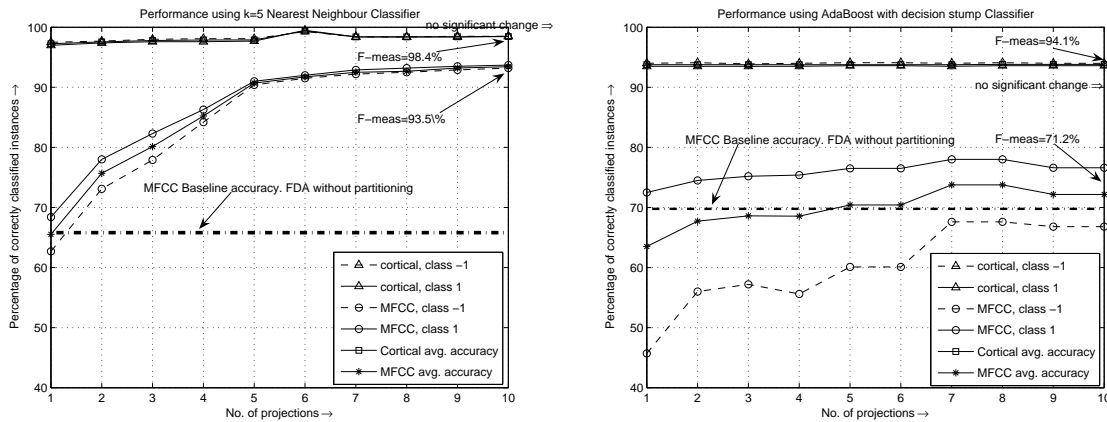 Performance using k=5 Nearest Neighbour Classifier
no significant change ⇒
100
90
80
70
60
50
40
F−meas=98.4%
F−meas=93.5\%
MFCC Baseline accuracy. FDA without partitioning
cortical, class −1
cortical, class 1
MFCC, class −1
MFCC, class 1
Cortical avg. accuracy
MFCC avg. accuracy
1 2 3 4 5 6 7 8 9 10
No. of projections →
Percentage of correctly classified instances →
Performance using AdaBoost with decision stump Classifier
100
90
80
70
60
50
40
F−meas=94.1%
no significant change ⇒
MFCC Baseline accuracy. FDA without partitioning
F−meas=71.2%
cortical, class −1
cortical, class 1
MFCC, class −1
MFCC, class 1
Cortical avg. accuracy
MFCC avg. accuracy
1 2 3 4 5 6 7 8 9 10
No. of projections →
Percentage of correctly classified instances →